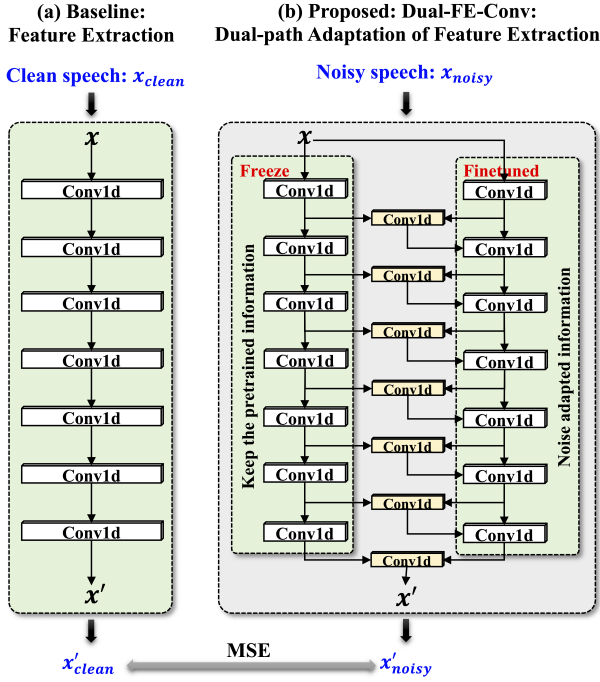 (a) Baseline:
Feature Extraction
Clean speech: x_clean
x
Conv1d
Conv1d
Conv1d
Conv1d
Conv1d
Conv1d
Conv1d
x′
x′_clean
(b) Proposed: Dual-FE-Conv:
Dual-path Adaptation of Feature Extraction
Noisy speech: x_noisy
x
Freeze
Keep the pretrained information
Conv1d
Conv1d
Conv1d
Conv1d
Conv1d
Conv1d
Conv1d
Conv1d
Conv1d
Conv1d
Conv1d
Conv1d
Conv1d
Conv1d
Finetuned
Noise adapted information
Conv1d
Conv1d
Conv1d
Conv1d
Conv1d
Conv1d
Conv1d
x′
MSE
x′_noisy